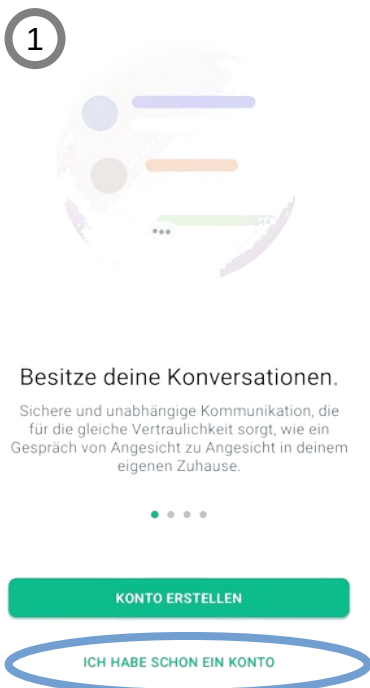 1
Besitze deine Konversationen.
Sichere und unabhängige Kommunikation, die
für die gleiche Vertraulichkeit sorgt, wie ein
Gespräch von Angesicht zu Angesicht in deinem
eigenen Zuhause.
KONTO ERSTELLEN
ICH HABE SCHON EIN KONTO